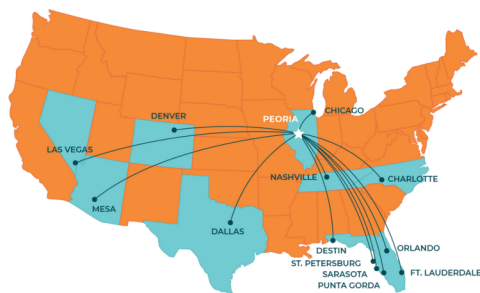 CHICAGO
DENVER
PEORIA
LAS VEGAS
NASHVILLE
CHARLOTTE
MESA
DALLAS
DESTIN
ORLANDO
ST. PETERSBURG
SARASOTA
FT. LAUDERDALE
PUNTA GORDA